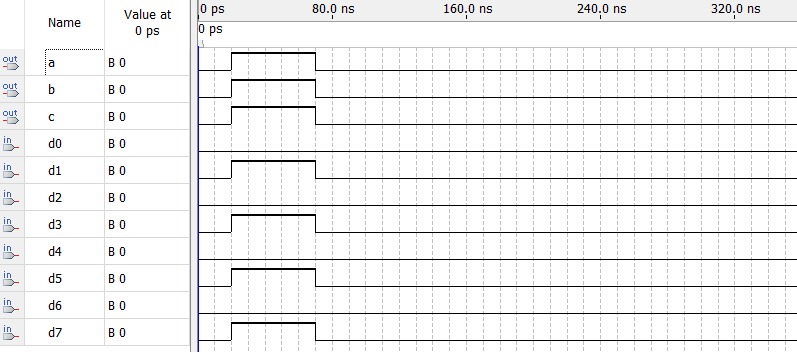 Name Value at 0 ps 0 ps 80.0 ns 160.0 ns 240.0 ns 320.0 ns
0 ps
out a B 0
out b B 0
out c B 0
in d0 B 0
in d1 B 0
in d2 B 0
in d3 B 0
in d4 B 0
in d5 B 0
in d6 B 0
in d7 B 0